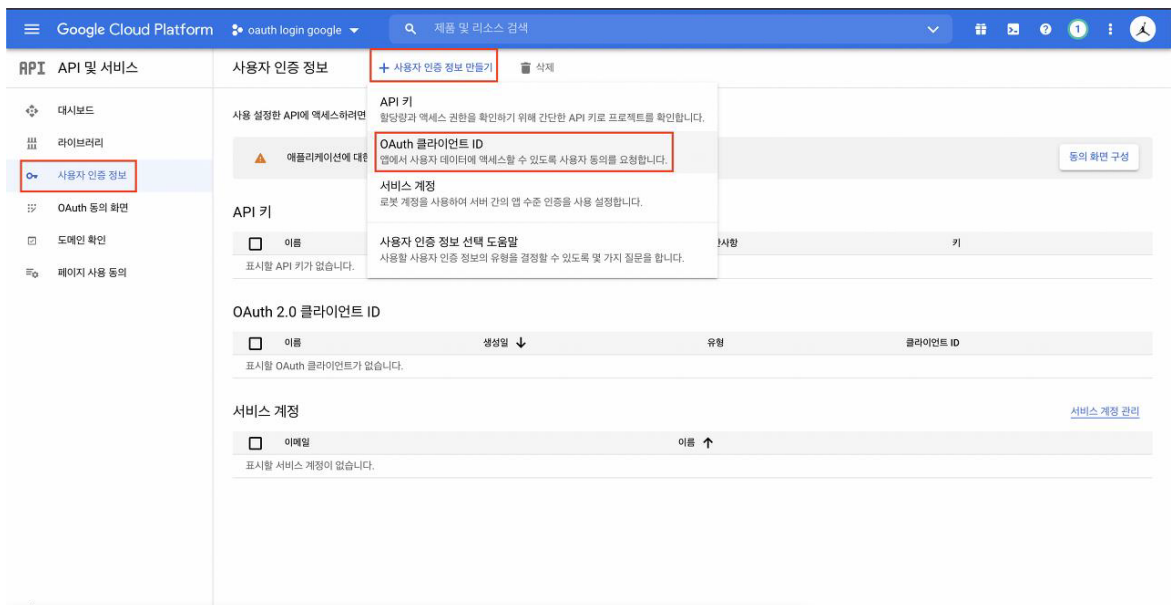 Google Cloud Platform
oauth login google
제품 및 리소스 검색
1
API API 및 서비스
사용자 인증 정보
+ 사용자 인증 정보 만들기
삭제
대시보드
라이브러리
사용자 인증 정보
OAuth 동의 화면
도메인 확인
페이지 사용 동의
사용 설정한 API에 액세스하려면
애플리케이션에 대한
동의 화면 구성
API 키
할당량과 액세스 권한을 확인하기 위해 간단한 API 키로 프로젝트를 확인합니다.
OAuth 클라이언트 ID
앱에서 사용자 데이터에 액세스할 수 있도록 사용자 동의를 요청합니다.
서비스 계정
로봇 계정을 사용하여 서버 간의 앱 수준 인증을 사용 설정합니다.
사용자 인증 정보 선택 도움말
사용할 사용자 인증 정보의 유형을 결정할 수 있도록 몇 가지 질문을 합니다.
API 키
이름 사항 키
표시할 API 키가 없습니다.
OAuth 2.0 클라이언트 ID
이름 생성일 유형 클라이언트 ID
표시할 OAuth 클라이언트가 없습니다.
서비스 계정
서비스 계정 관리
이메일 이름
표시할 서비스 계정이 없습니다.